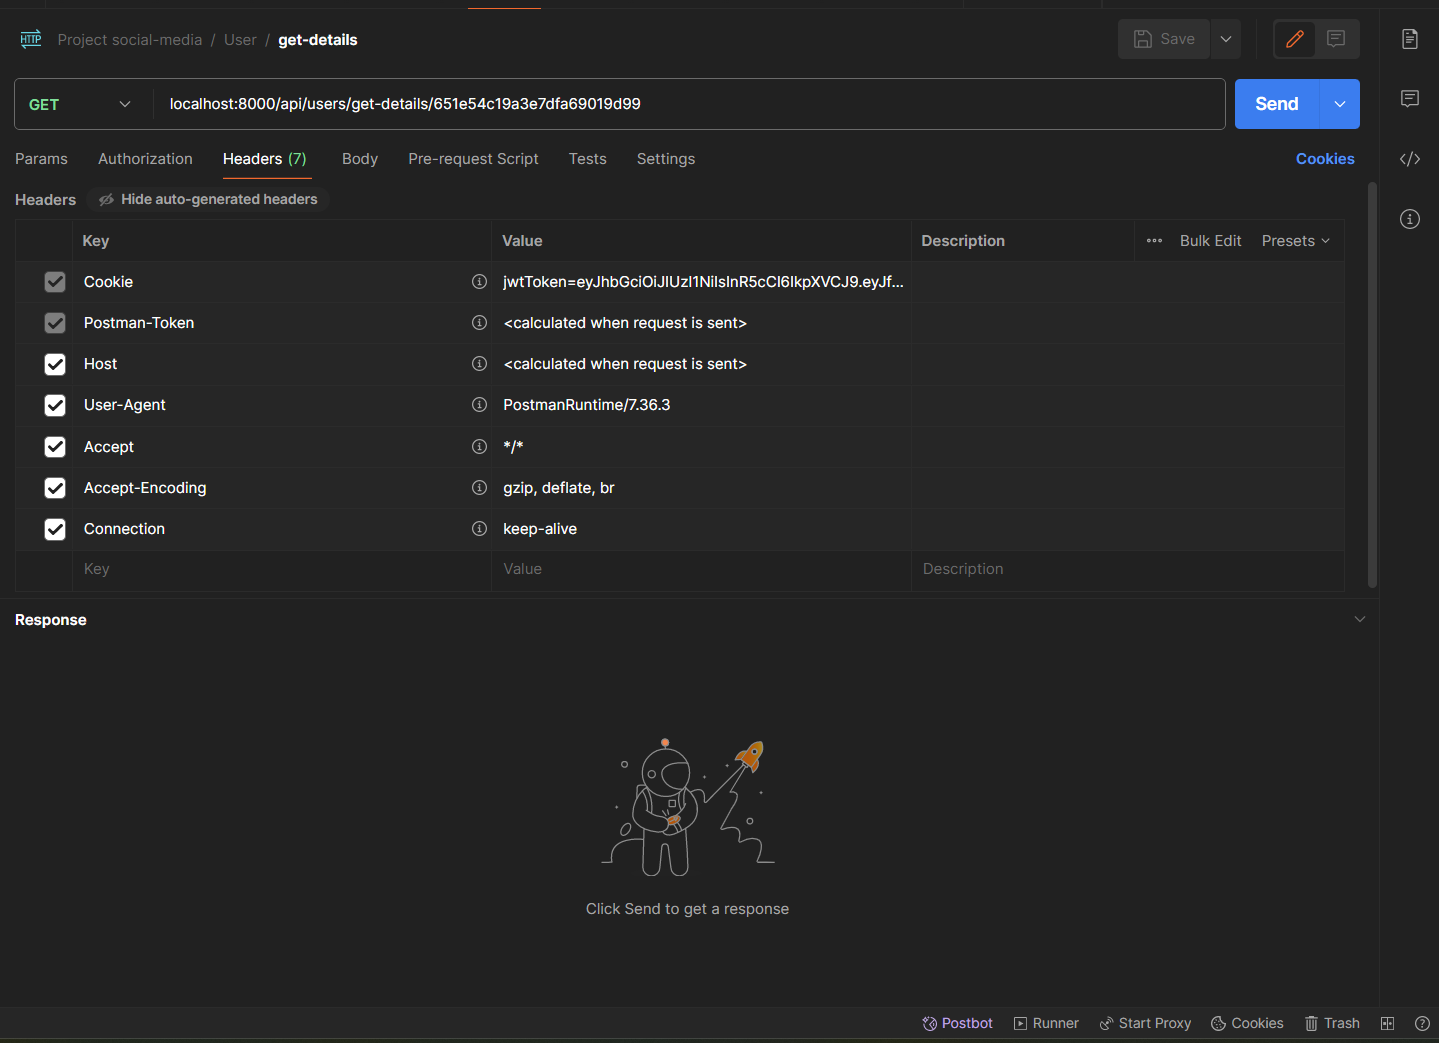 HTTP Project social-media / User / get-details Save
GET localhost:8000/api/users/get-details/651e54c19a3e7dfa69019d99 Send
Params Authorization Headers (7) Body Pre-request Script Tests Settings Cookies
Headers Hide auto-generated headers
Key Value Description Bulk Edit Presets
Cookie jwtToken=eyJhbGciOiJIUzI1NiIsInR5cCI6IkpXVCJ9.eyJf...
Postman-Token <calculated when request is sent>
Host <calculated when request is sent>
User-Agent PostmanRuntime/7.36.3
Accept */*
Accept-Encoding gzip, deflate, br
Connection keep-alive
Key Value Description
Response
Click Send to get a response
Postbot Runner Start Proxy Cookies Trash